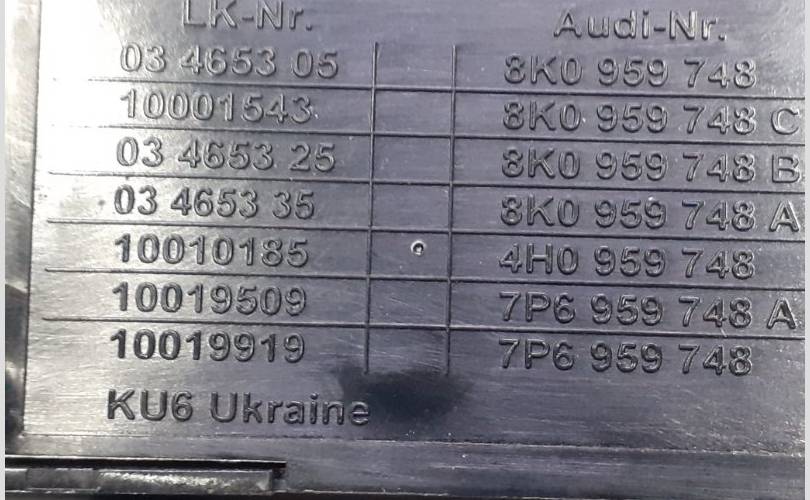 LK-Nr. Audi-Nr.
03 4653 05 8K0 959 748
10001543 8K0 959 748 C
03 4653 25 8K0 959 748 B
03 4653 35 8K0 959 748 A
10010185 4H0 959 748
10019509 7P6 959 748 A
10019919 7P6 959 748
KU6 Ukraine